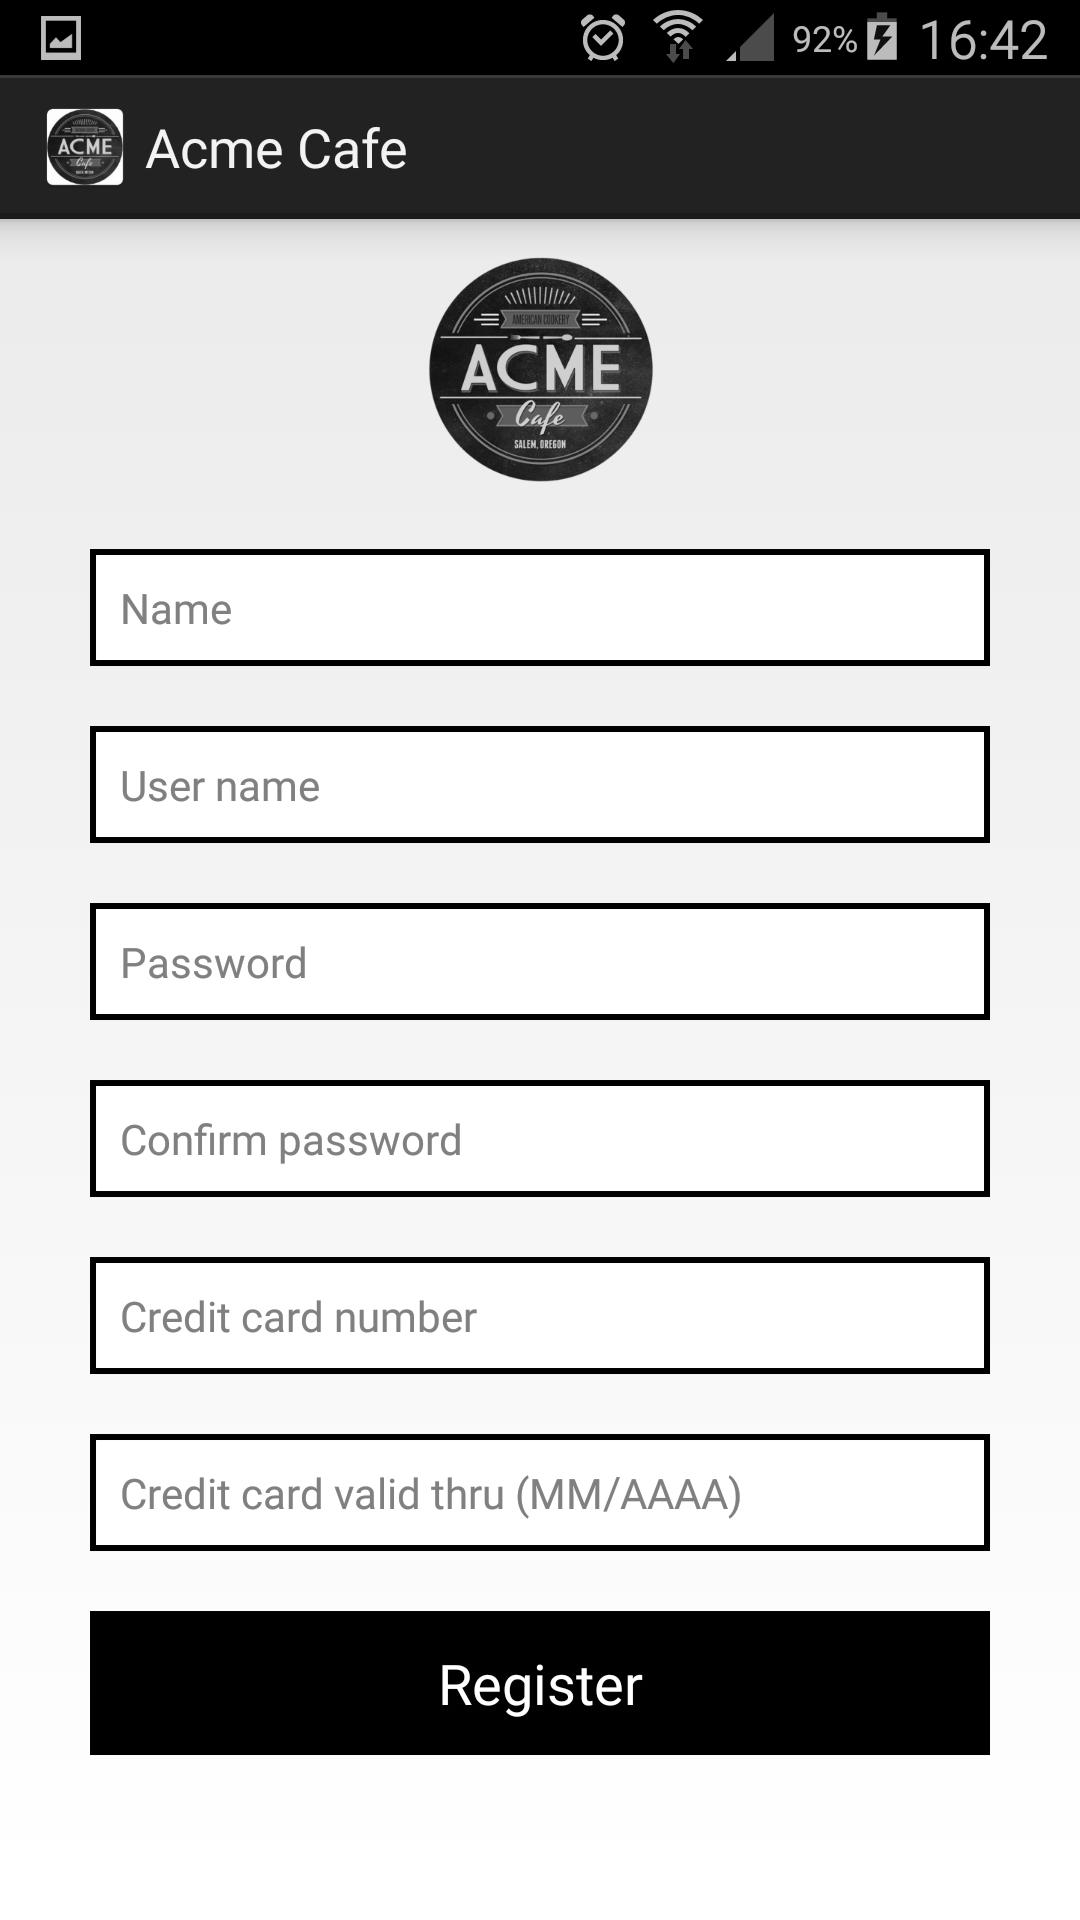 92% 16:42
ACME
Cafe
Acme Cafe
AMERICAN COOKERY
ACME
Cafe
SALEM, OREGON
Name
User name
Password
Confirm password
Credit card number
Credit card valid thru (MM/AAAA)
Register